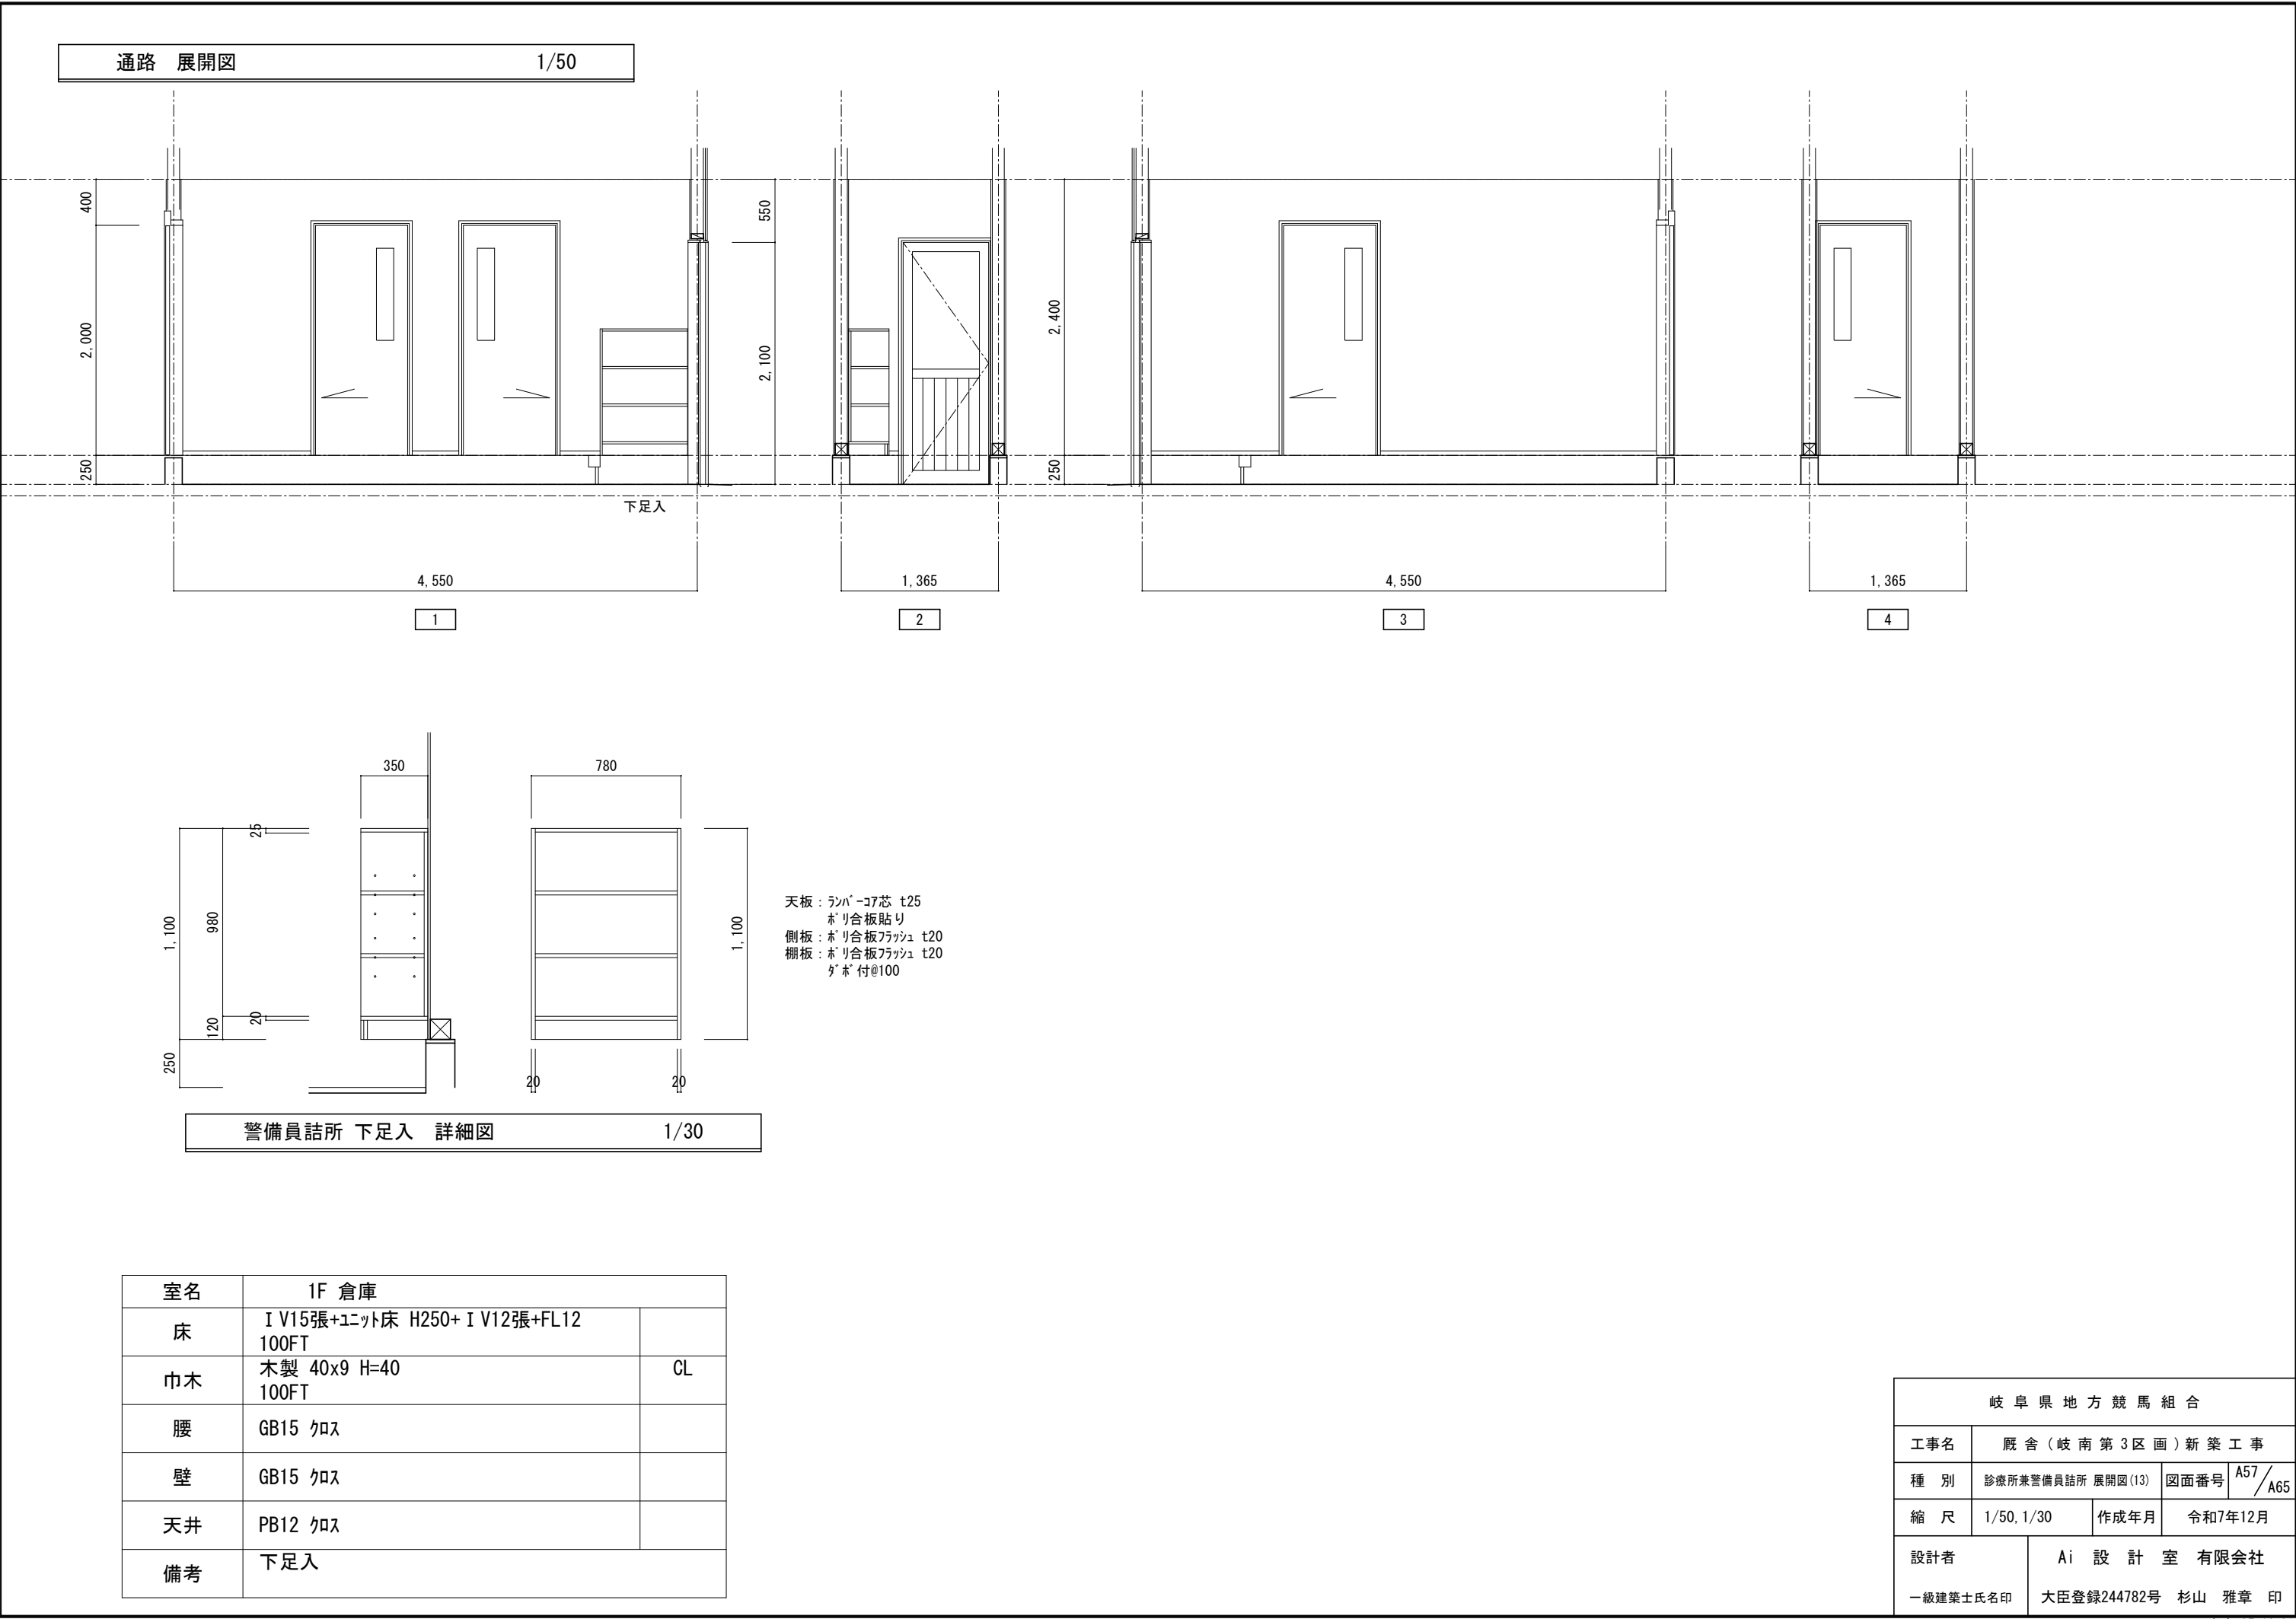 通路　展開図　1/50
400
2,000
250
550
2,100
2,400
250
下足入
4,550
1,365
4,550
1,365
1
2
3
4
350
780
25
1,100
980
20
120
250
1,100
20
20
天板：ﾗﾝﾊﾞｰｺｱ芯 t25
ﾎﾟﾘ合板貼り
側板：ﾎﾟﾘ合板ﾌﾗｯｼｭ t20
棚板：ﾎﾟﾘ合板ﾌﾗｯｼｭ t20
ﾀﾞﾎﾞ付@100
警備員詰所 下足入　詳細図　1/30
室名　1F 倉庫
床　ⅠV15張+ﾕﾆｯﾄ床 H250+ⅠV12張+FL12
100FT
巾木　木製 40x9 H=40　CL
100FT
腰　GB15 ｸﾛｽ
壁　GB15 ｸﾛｽ
天井　PB12 ｸﾛｽ
備考　下足入
岐阜県地方競馬組合
工事名　厩舎（岐南第3区画）新築工事
種　別　診療所兼警備員詰所 展開図(13)　図面番号　A57/A65
縮　尺　1/50,1/30　作成年月　令和7年12月
設計者　Ai　設　計　室　有限会社
一級建築士氏名印　大臣登録244782号　杉山　雅章　印